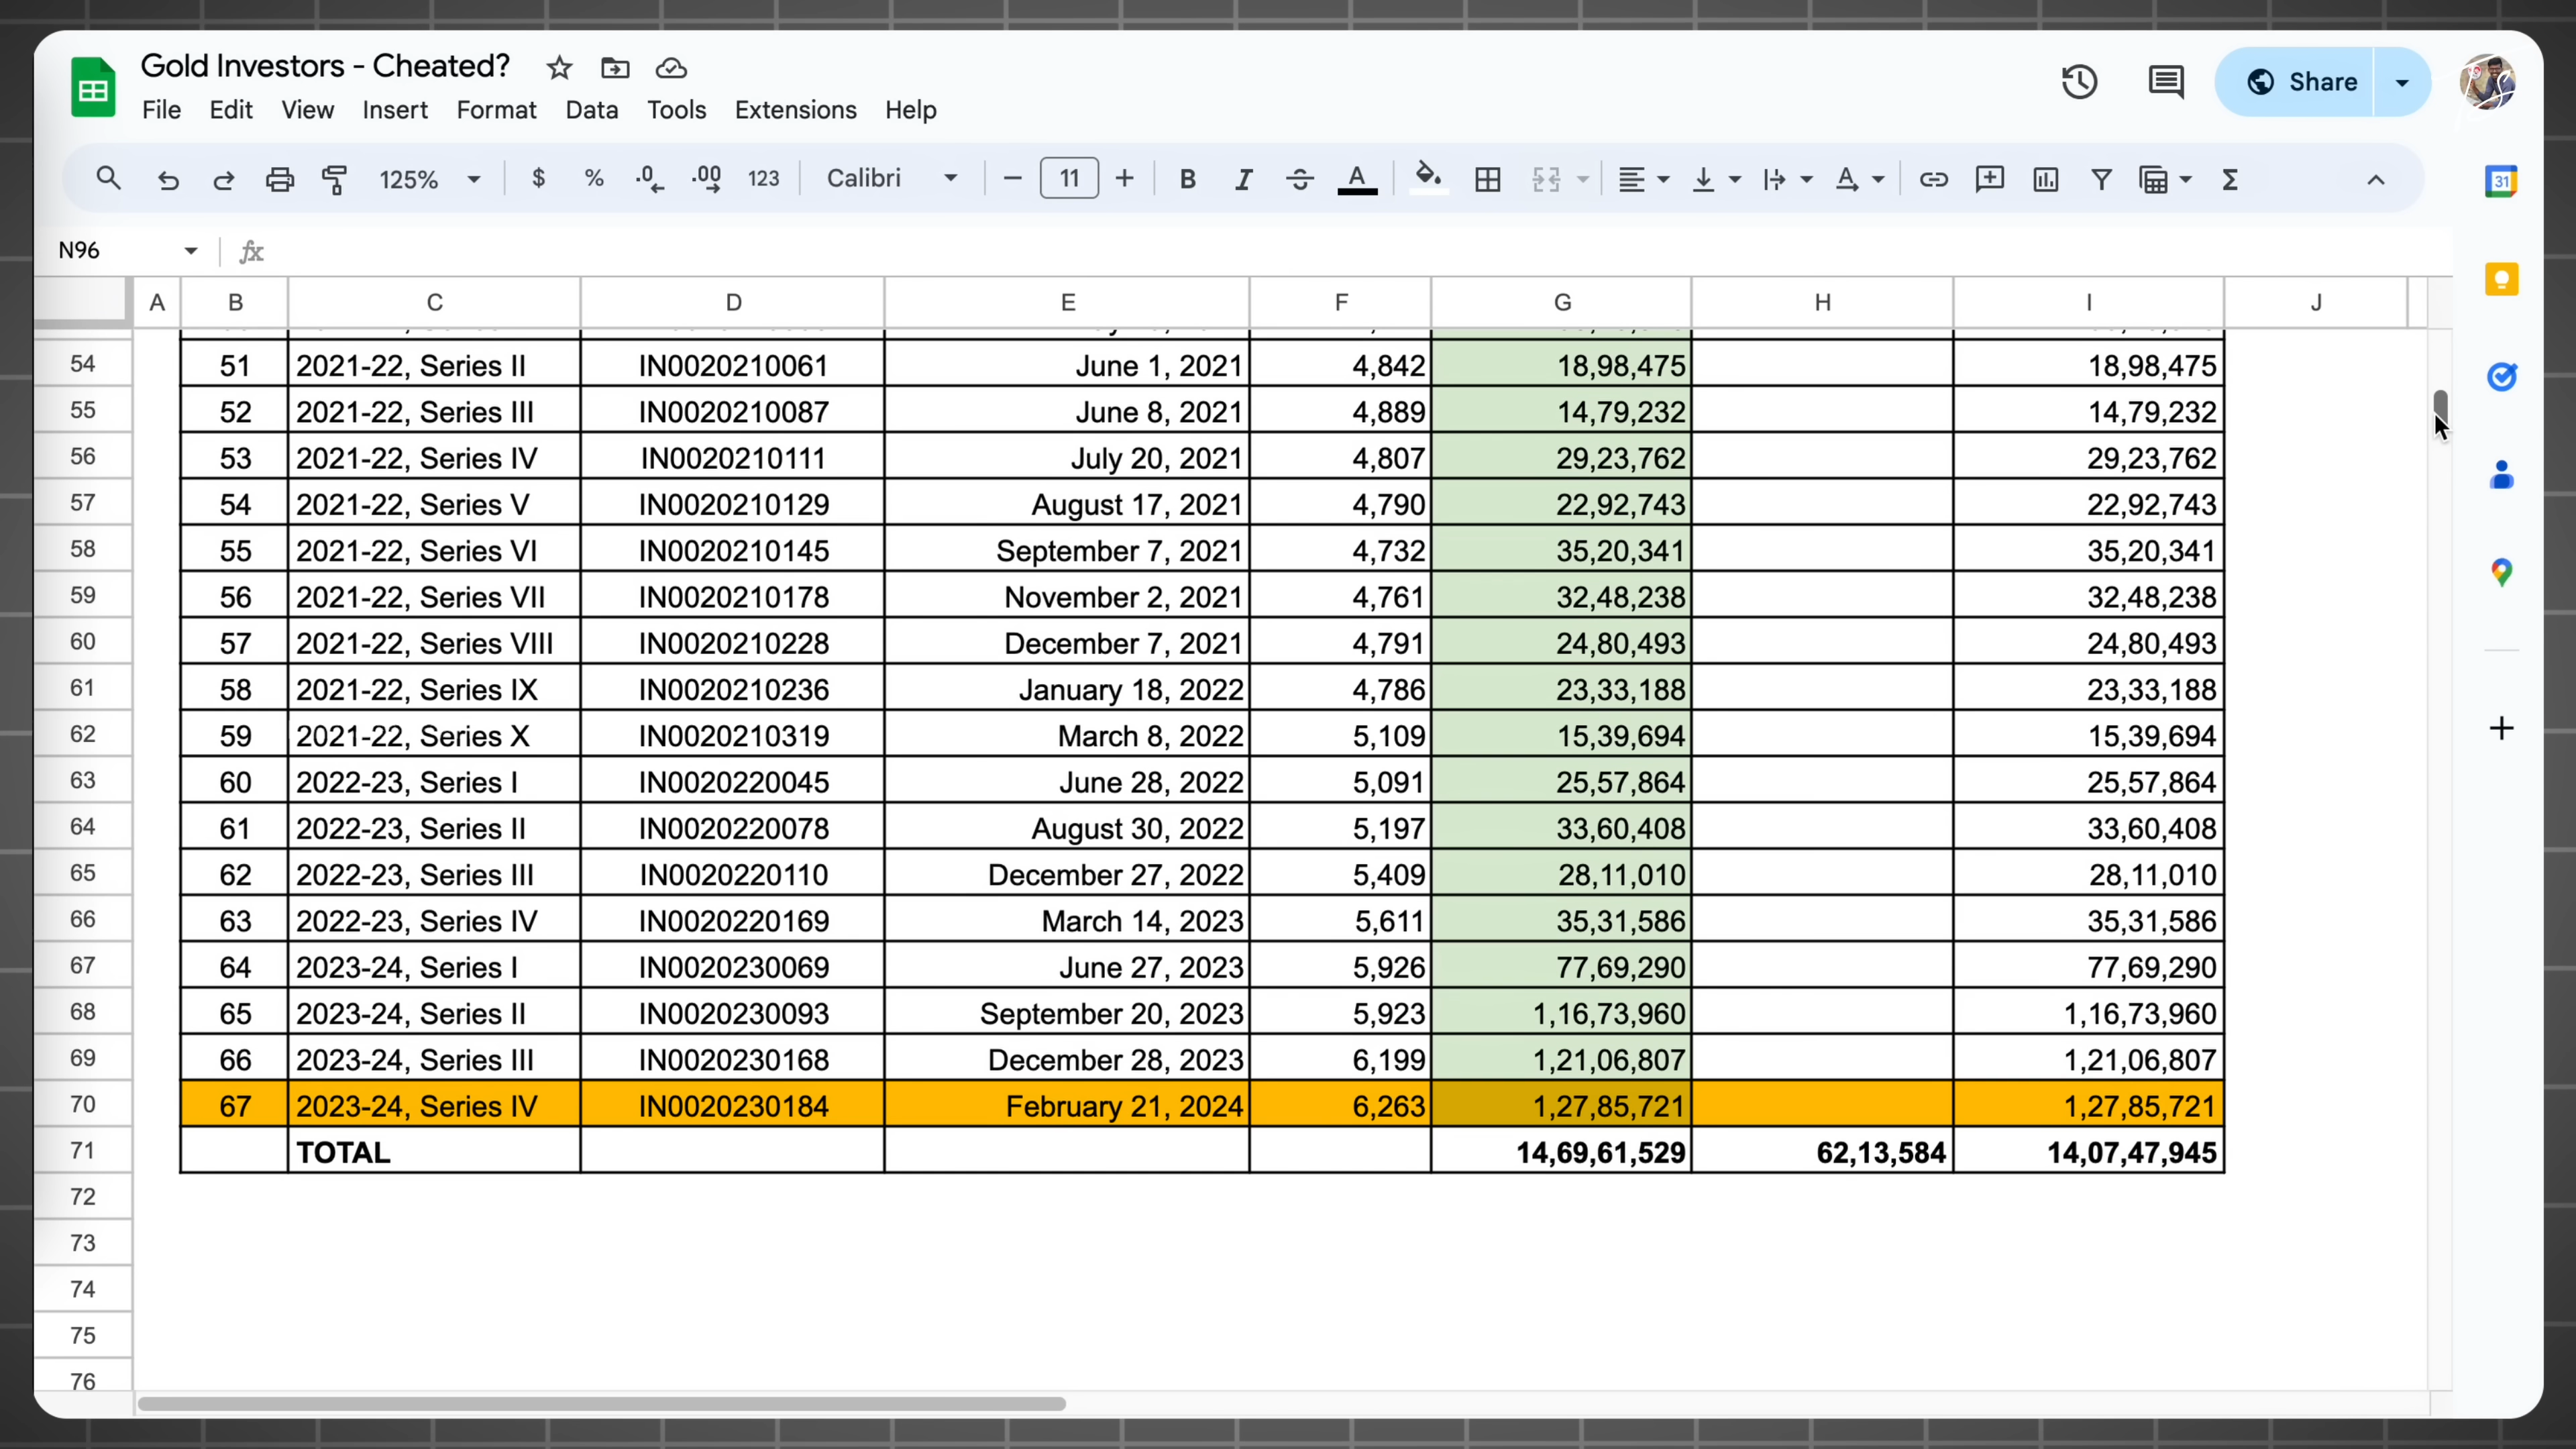 Gold Investors - Cheated?
File Edit View Insert Format Data Tools Extensions Help
Share
125% $ % .0 .00 123 Calibri 11 B I A A Σ
31
N96 fx
A B C D E F G H I J
54 51 2021-22, Series II IN0020210061 June 1, 2021 4,842 18,98,475 18,98,475
55 52 2021-22, Series III IN0020210087 June 8, 2021 4,889 14,79,232 14,79,232
56 53 2021-22, Series IV IN0020210111 July 20, 2021 4,807 29,23,762 29,23,762
57 54 2021-22, Series V IN0020210129 August 17, 2021 4,790 22,92,743 22,92,743
58 55 2021-22, Series VI IN0020210145 September 7, 2021 4,732 35,20,341 35,20,341
59 56 2021-22, Series VII IN0020210178 November 2, 2021 4,761 32,48,238 32,48,238
60 57 2021-22, Series VIII IN0020210228 December 7, 2021 4,791 24,80,493 24,80,493
61 58 2021-22, Series IX IN0020210236 January 18, 2022 4,786 23,33,188 23,33,188
62 59 2021-22, Series X IN0020210319 March 8, 2022 5,109 15,39,694 15,39,694
63 60 2022-23, Series I IN0020220045 June 28, 2022 5,091 25,57,864 25,57,864
64 61 2022-23, Series II IN0020220078 August 30, 2022 5,197 33,60,408 33,60,408
65 62 2022-23, Series III IN0020220110 December 27, 2022 5,409 28,11,010 28,11,010
66 63 2022-23, Series IV IN0020220169 March 14, 2023 5,611 35,31,586 35,31,586
67 64 2023-24, Series I IN0020230069 June 27, 2023 5,926 77,69,290 77,69,290
68 65 2023-24, Series II IN0020230093 September 20, 2023 5,923 1,16,73,960 1,16,73,960
69 66 2023-24, Series III IN0020230168 December 28, 2023 6,199 1,21,06,807 1,21,06,807
70 67 2023-24, Series IV IN0020230184 February 21, 2024 6,263 1,27,85,721 1,27,85,721
71 TOTAL 14,69,61,529 62,13,584 14,07,47,945
72
73
74
75
76